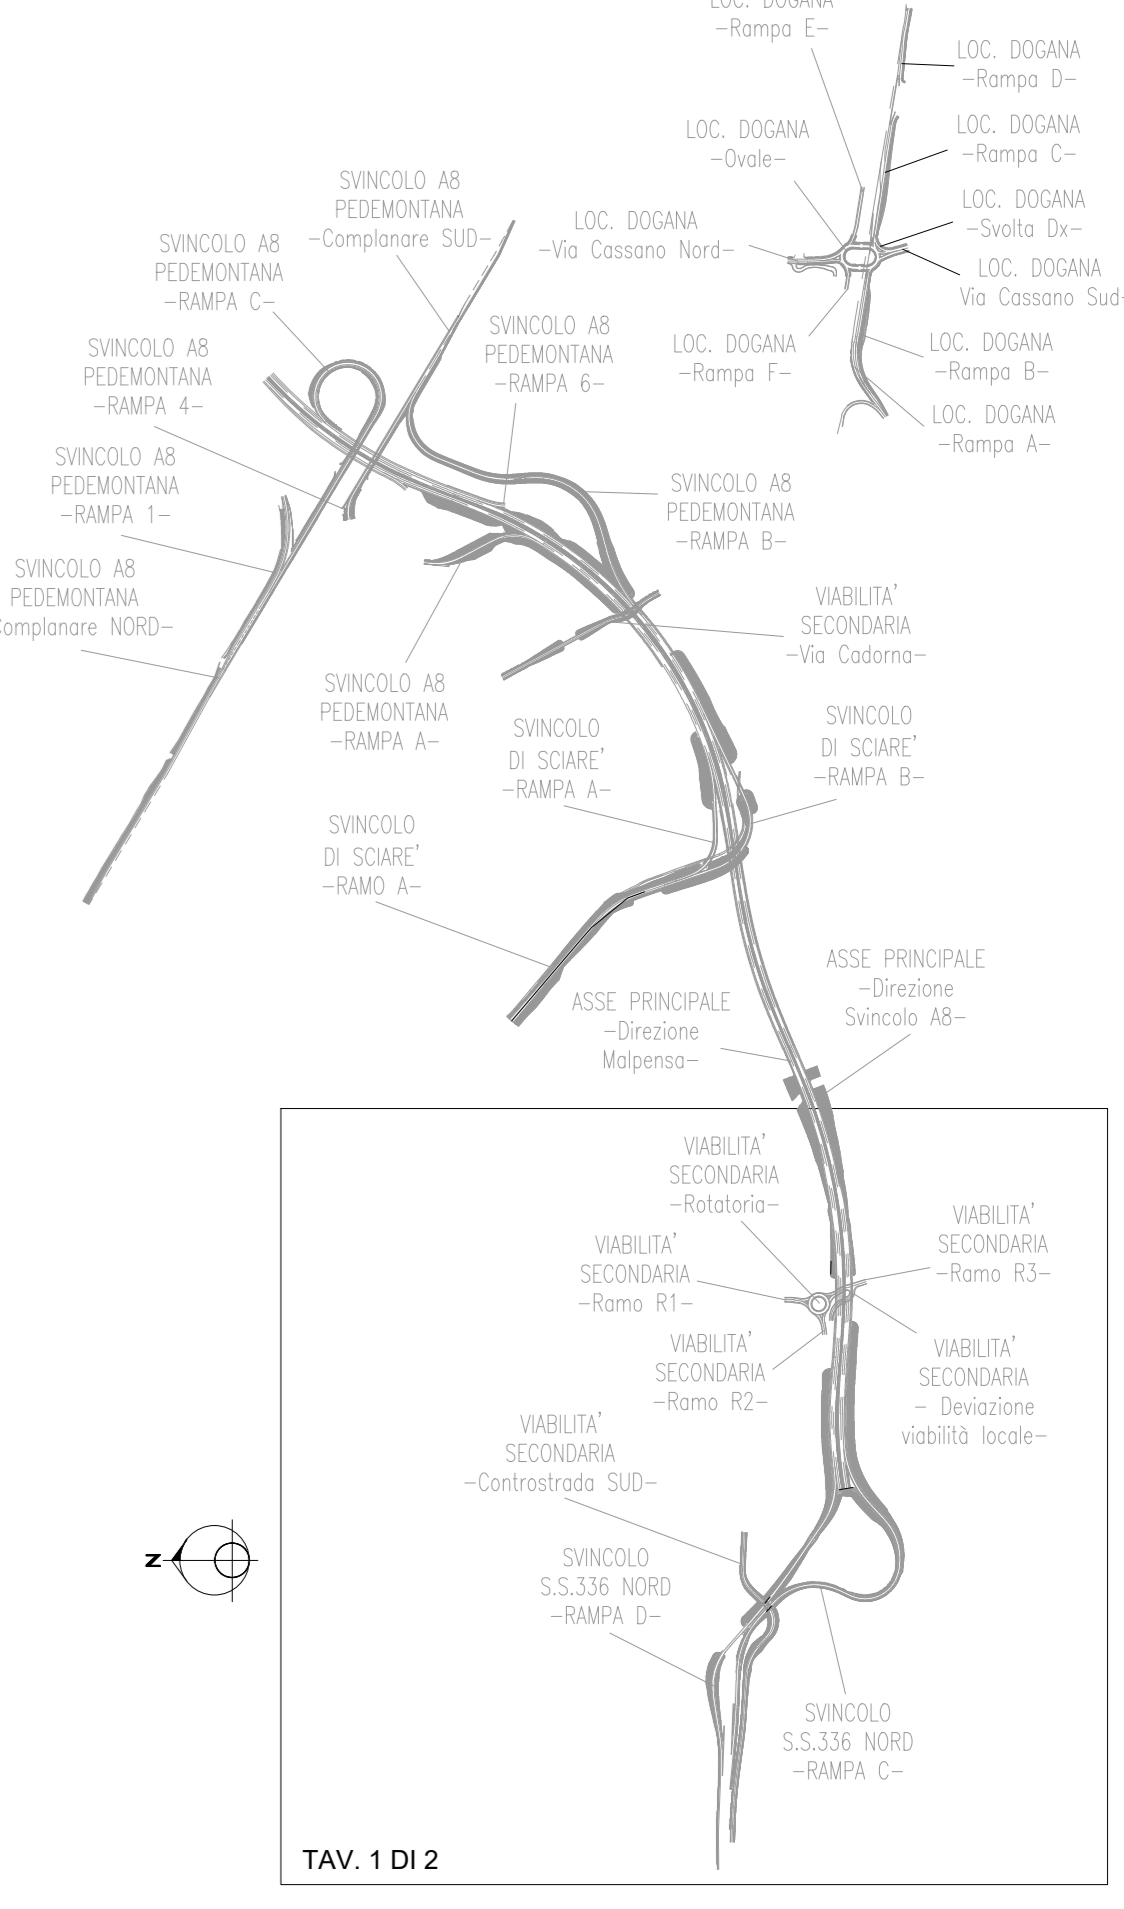 LOC. DOGANA
-Rampa E-
LOC. DOGANA
-Rampa D-
LOC. DOGANA
-Ovale-
LOC. DOGANA
-Rampa C-
SVINCOLO A8
PEDEMONTANA
-Complanare SUD-
LOC. DOGANA
-Via Cassano Nord-
LOC. DOGANA
-Svolta Dx-
SVINCOLO A8
PEDEMONTANA
-RAMPA C-
LOC. DOGANA
Via Cassano Sud-
SVINCOLO A8
PEDEMONTANA
-RAMPA 4-
SVINCOLO A8
PEDEMONTANA
-RAMPA 6-
LOC. DOGANA
-Rampa F-
LOC. DOGANA
-Rampa B-
LOC. DOGANA
-Rampa A-
SVINCOLO A8
PEDEMONTANA
-RAMPA 1-
SVINCOLO A8
PEDEMONTANA
-RAMPA B-
SVINCOLO A8
PEDEMONTANA
Complanare NORD-
VIABILITA'
SECONDARIA
-Via Cadorna-
SVINCOLO A8
PEDEMONTANA
-RAMPA A-
SVINCOLO
DI SCIARE'
-RAMPA A-
SVINCOLO
DI SCIARE'
-RAMPA B-
SVINCOLO
DI SCIARE'
-RAMO A-
ASSE PRINCIPALE
-Direzione
Svincolo A8-
ASSE PRINCIPALE
-Direzione
Malpensa-
VIABILITA'
SECONDARIA
-Rotatoria-
VIABILITA'
SECONDARIA
-Ramo R3-
VIABILITA'
SECONDARIA
-Ramo R1-
VIABILITA'
SECONDARIA
-Ramo R2-
VIABILITA'
SECONDARIA
- Deviazione
viabilità locale-
VIABILITA'
SECONDARIA
-Controstrada SUD-
N
SVINCOLO
S.S.336 NORD
-RAMPA D-
SVINCOLO
S.S.336 NORD
-RAMPA C-
TAV. 1 DI 2